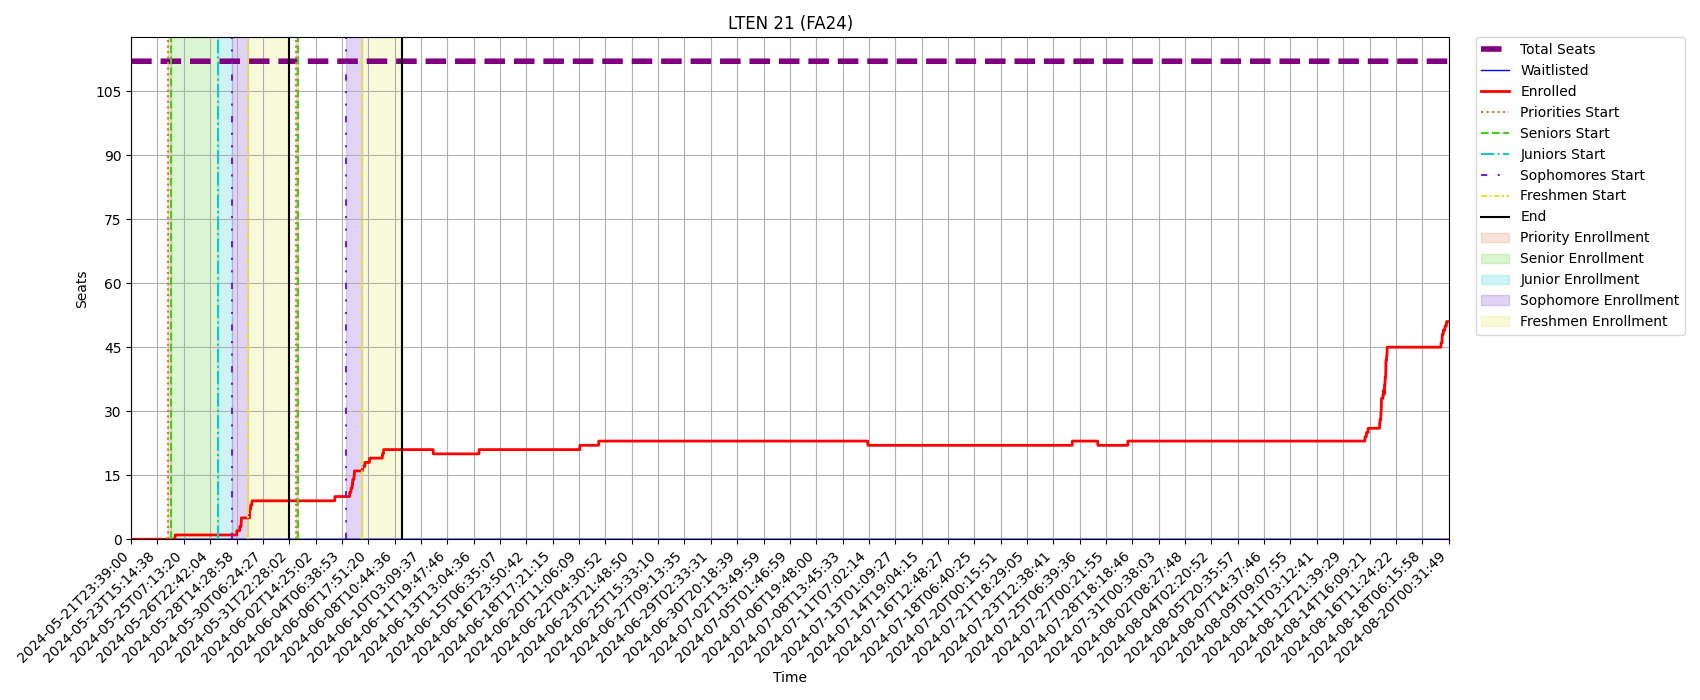 LTEN 21 (FA24)
Total Seats
Waitlisted
Enrolled
Priorities Start
Seniors Start
Juniors Start
Sophomores Start
Freshmen Start
End
Priority Enrollment
Senior Enrollment
Junior Enrollment
Sophomore Enrollment
Freshmen Enrollment
Seats
105
90
75
60
45
30
15
0
2024-05-21T23:39:00
2024-05-23T15:14:38
2024-05-25T07:13:20
2024-05-26T22:42:04
2024-05-28T14:28:58
2024-05-30T06:24:27
2024-05-31T22:28:02
2024-06-02T14:25:02
2024-06-04T06:38:53
2024-06-06T17:51:20
2024-06-08T10:44:36
2024-06-10T03:09:37
2024-06-11T19:47:46
2024-06-13T13:04:36
2024-06-15T06:35:07
2024-06-16T23:50:42
2024-06-18T17:21:15
2024-06-20T11:06:09
2024-06-22T04:30:52
2024-06-23T21:48:50
2024-06-25T15:33:10
2024-06-27T09:13:35
2024-06-29T02:33:31
2024-06-30T20:18:39
2024-07-02T13:49:59
2024-07-05T01:46:59
2024-07-06T19:48:00
2024-07-08T13:45:33
2024-07-11T07:02:14
2024-07-13T01:09:27
2024-07-14T19:04:15
2024-07-16T12:48:27
2024-07-18T06:40:25
2024-07-20T00:15:51
2024-07-21T18:29:05
2024-07-23T12:38:41
2024-07-25T06:39:36
2024-07-27T00:21:55
2024-07-28T18:18:46
2024-07-31T00:38:03
2024-08-02T08:27:48
2024-08-04T02:20:52
2024-08-05T20:35:57
2024-08-07T14:37:46
2024-08-09T09:07:55
2024-08-11T03:12:41
2024-08-12T21:39:29
2024-08-14T16:09:21
2024-08-16T11:24:22
2024-08-18T06:15:58
2024-08-20T00:31:49
Time